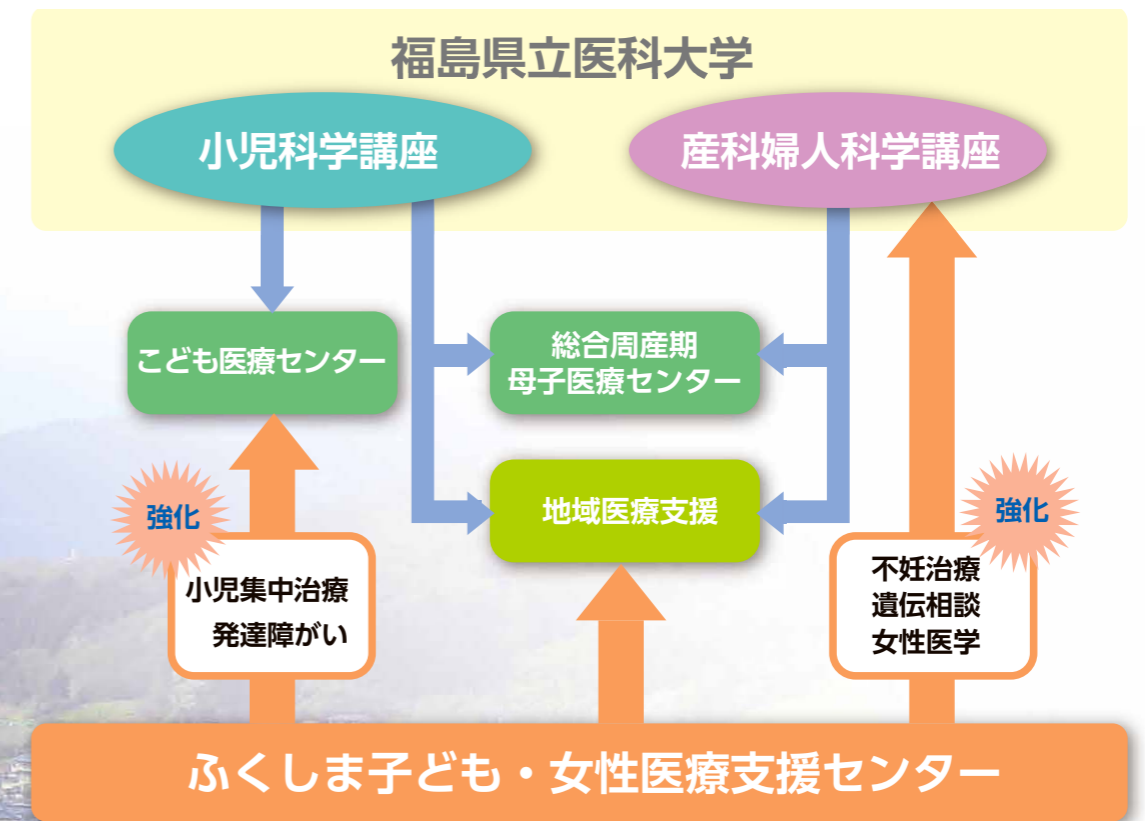 福島県立医科大学
小児科学講座
産科婦人科学講座
こども医療センター
総合周産期
母子医療センター
地域医療支援
強化
小児集中治療
発達障がい
強化
不妊治療
遺伝相談
女性医学
ふくしま子ども・女性医療支援センター